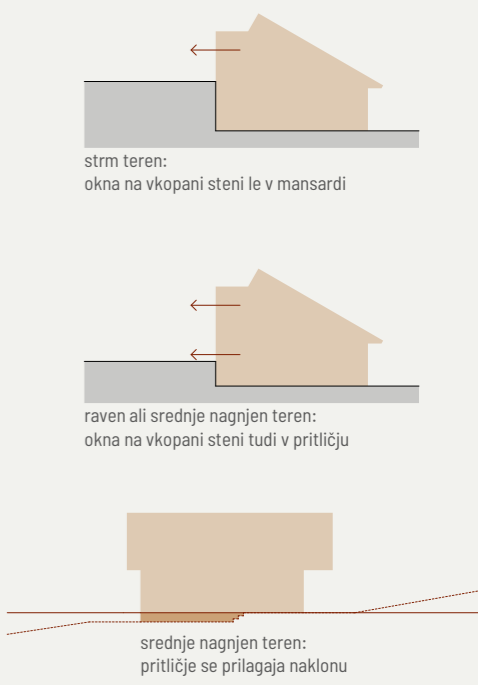 strm teren:
okna na vkopani steni le v mansardi
raven ali srednje nagnjen teren:
okna na vkopani steni tudi v pritličju
srednje nagnjen teren:
pritličje se prilagaja naklonu